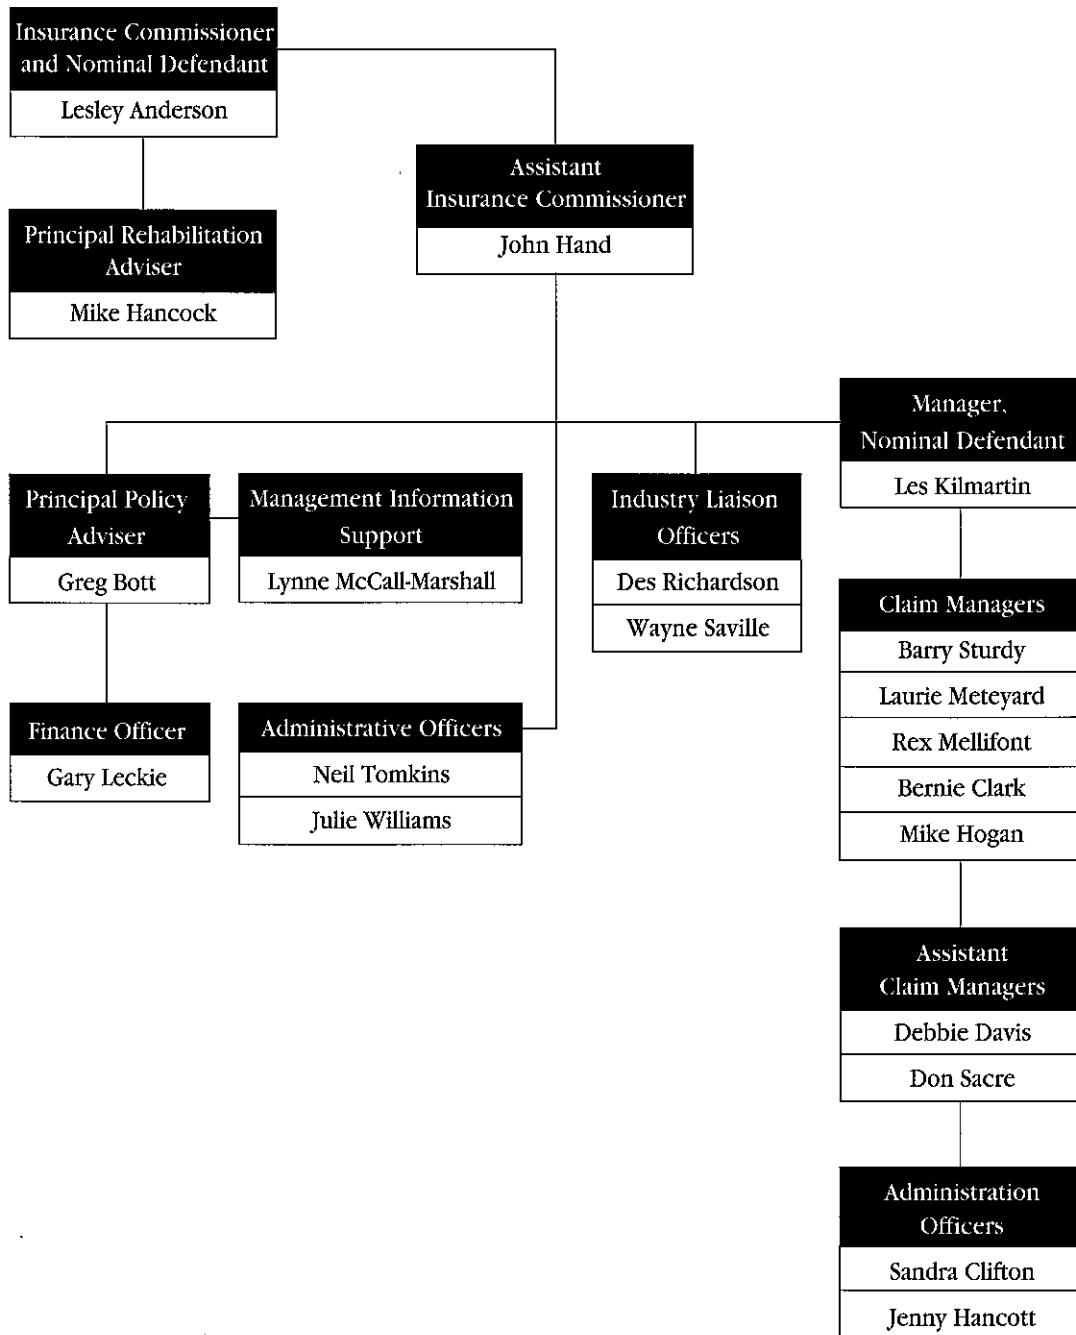 Insurance Commissioner
and Nominal Defendant
Lesley Anderson
Assistant
Insurance Commissioner
John Hand
Principal Rehabilitation
Adviser
Mike Hancock
Manager,
Nominal Defendant
Les Kilmartin
Principal Policy
Adviser
Greg Bott
Management Information
Support
Lynne McCall-Marshall
Industry Liaison
Officers
Des Richardson
Wayne Saville
Claim Managers
Barry Sturdy
Laurie Meteyard
Rex Mellifont
Bernie Clark
Mike Hogan
Finance Officer
Gary Leckie
Administrative Officers
Neil Tomkins
Julie Williams
Assistant
Claim Managers
Debbie Davis
Don Sacre
Administration
Officers
Sandra Clifton
Jenny Hancott